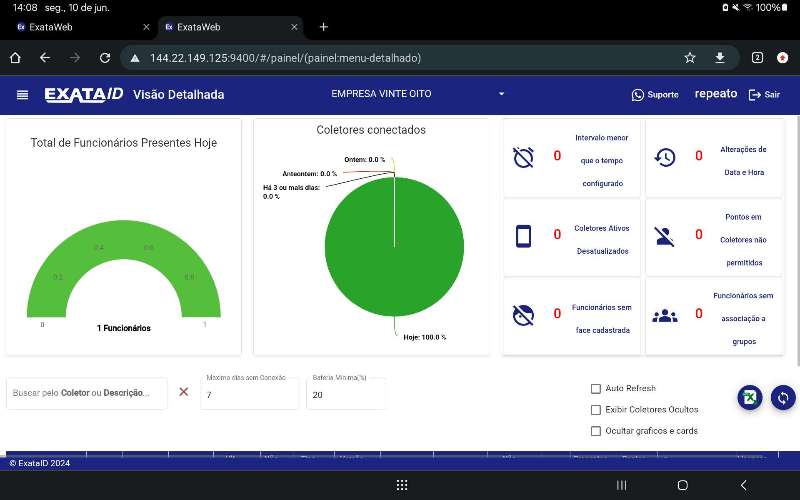 14:08 seg., 10 de jun.
100%
ExataWeb
ExataWeb
144.22.149.125:9400/#/painel/(painel:menu-detalhado)
2
EXATAID Visão Detalhada
EMPRESA VINTE OITO
Suporte
repeato
Sair
Total de Funcionários Presentes Hoje
0
0.2
0.4
0.6
0.8
1
1 Funcionários
Coletores conectados
Ontem: 0.0 %
Anteontem: 0.0 %
Há 3 ou mais dias:
0.0 %
Hoje: 100.0 %
0
Intervalo menor
que o tempo
configurado
0
Alterações de
Data e Hora
0
Coletores Ativos
Desatualizados
0
Pontos em
Coletores não
permitidos
0
Funcionários sem
face cadastrada
0
Funcionários sem
associação a
grupos
Buscar pelo Coletor ou Descrição...
Máximo dias sem Conexão
7
Bateria Mínima(%)
20
Auto Refresh
Exibir Coletores Ocultos
Ocultar graficos e cards
© ExataID 2024